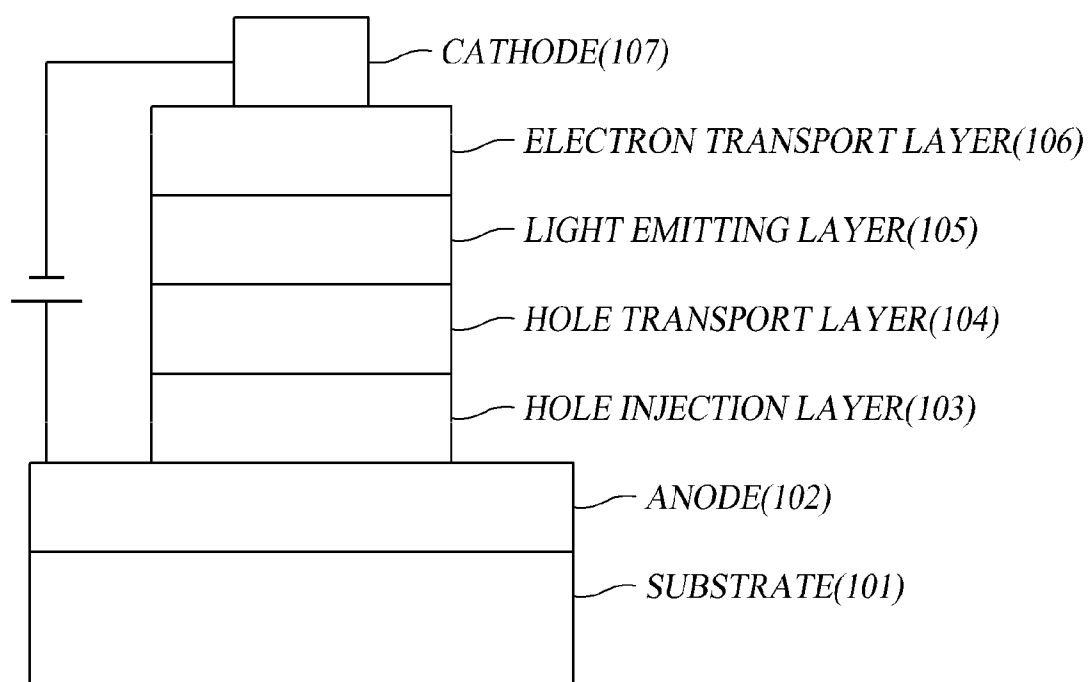 CATHODE(107)
ELECTRON TRANSPORT LAYER(106)
LIGHT EMITTING LAYER(105)
HOLE TRANSPORT LAYER(104)
HOLE INJECTION LAYER(103)
ANODE(102)
SUBSTRATE(101)